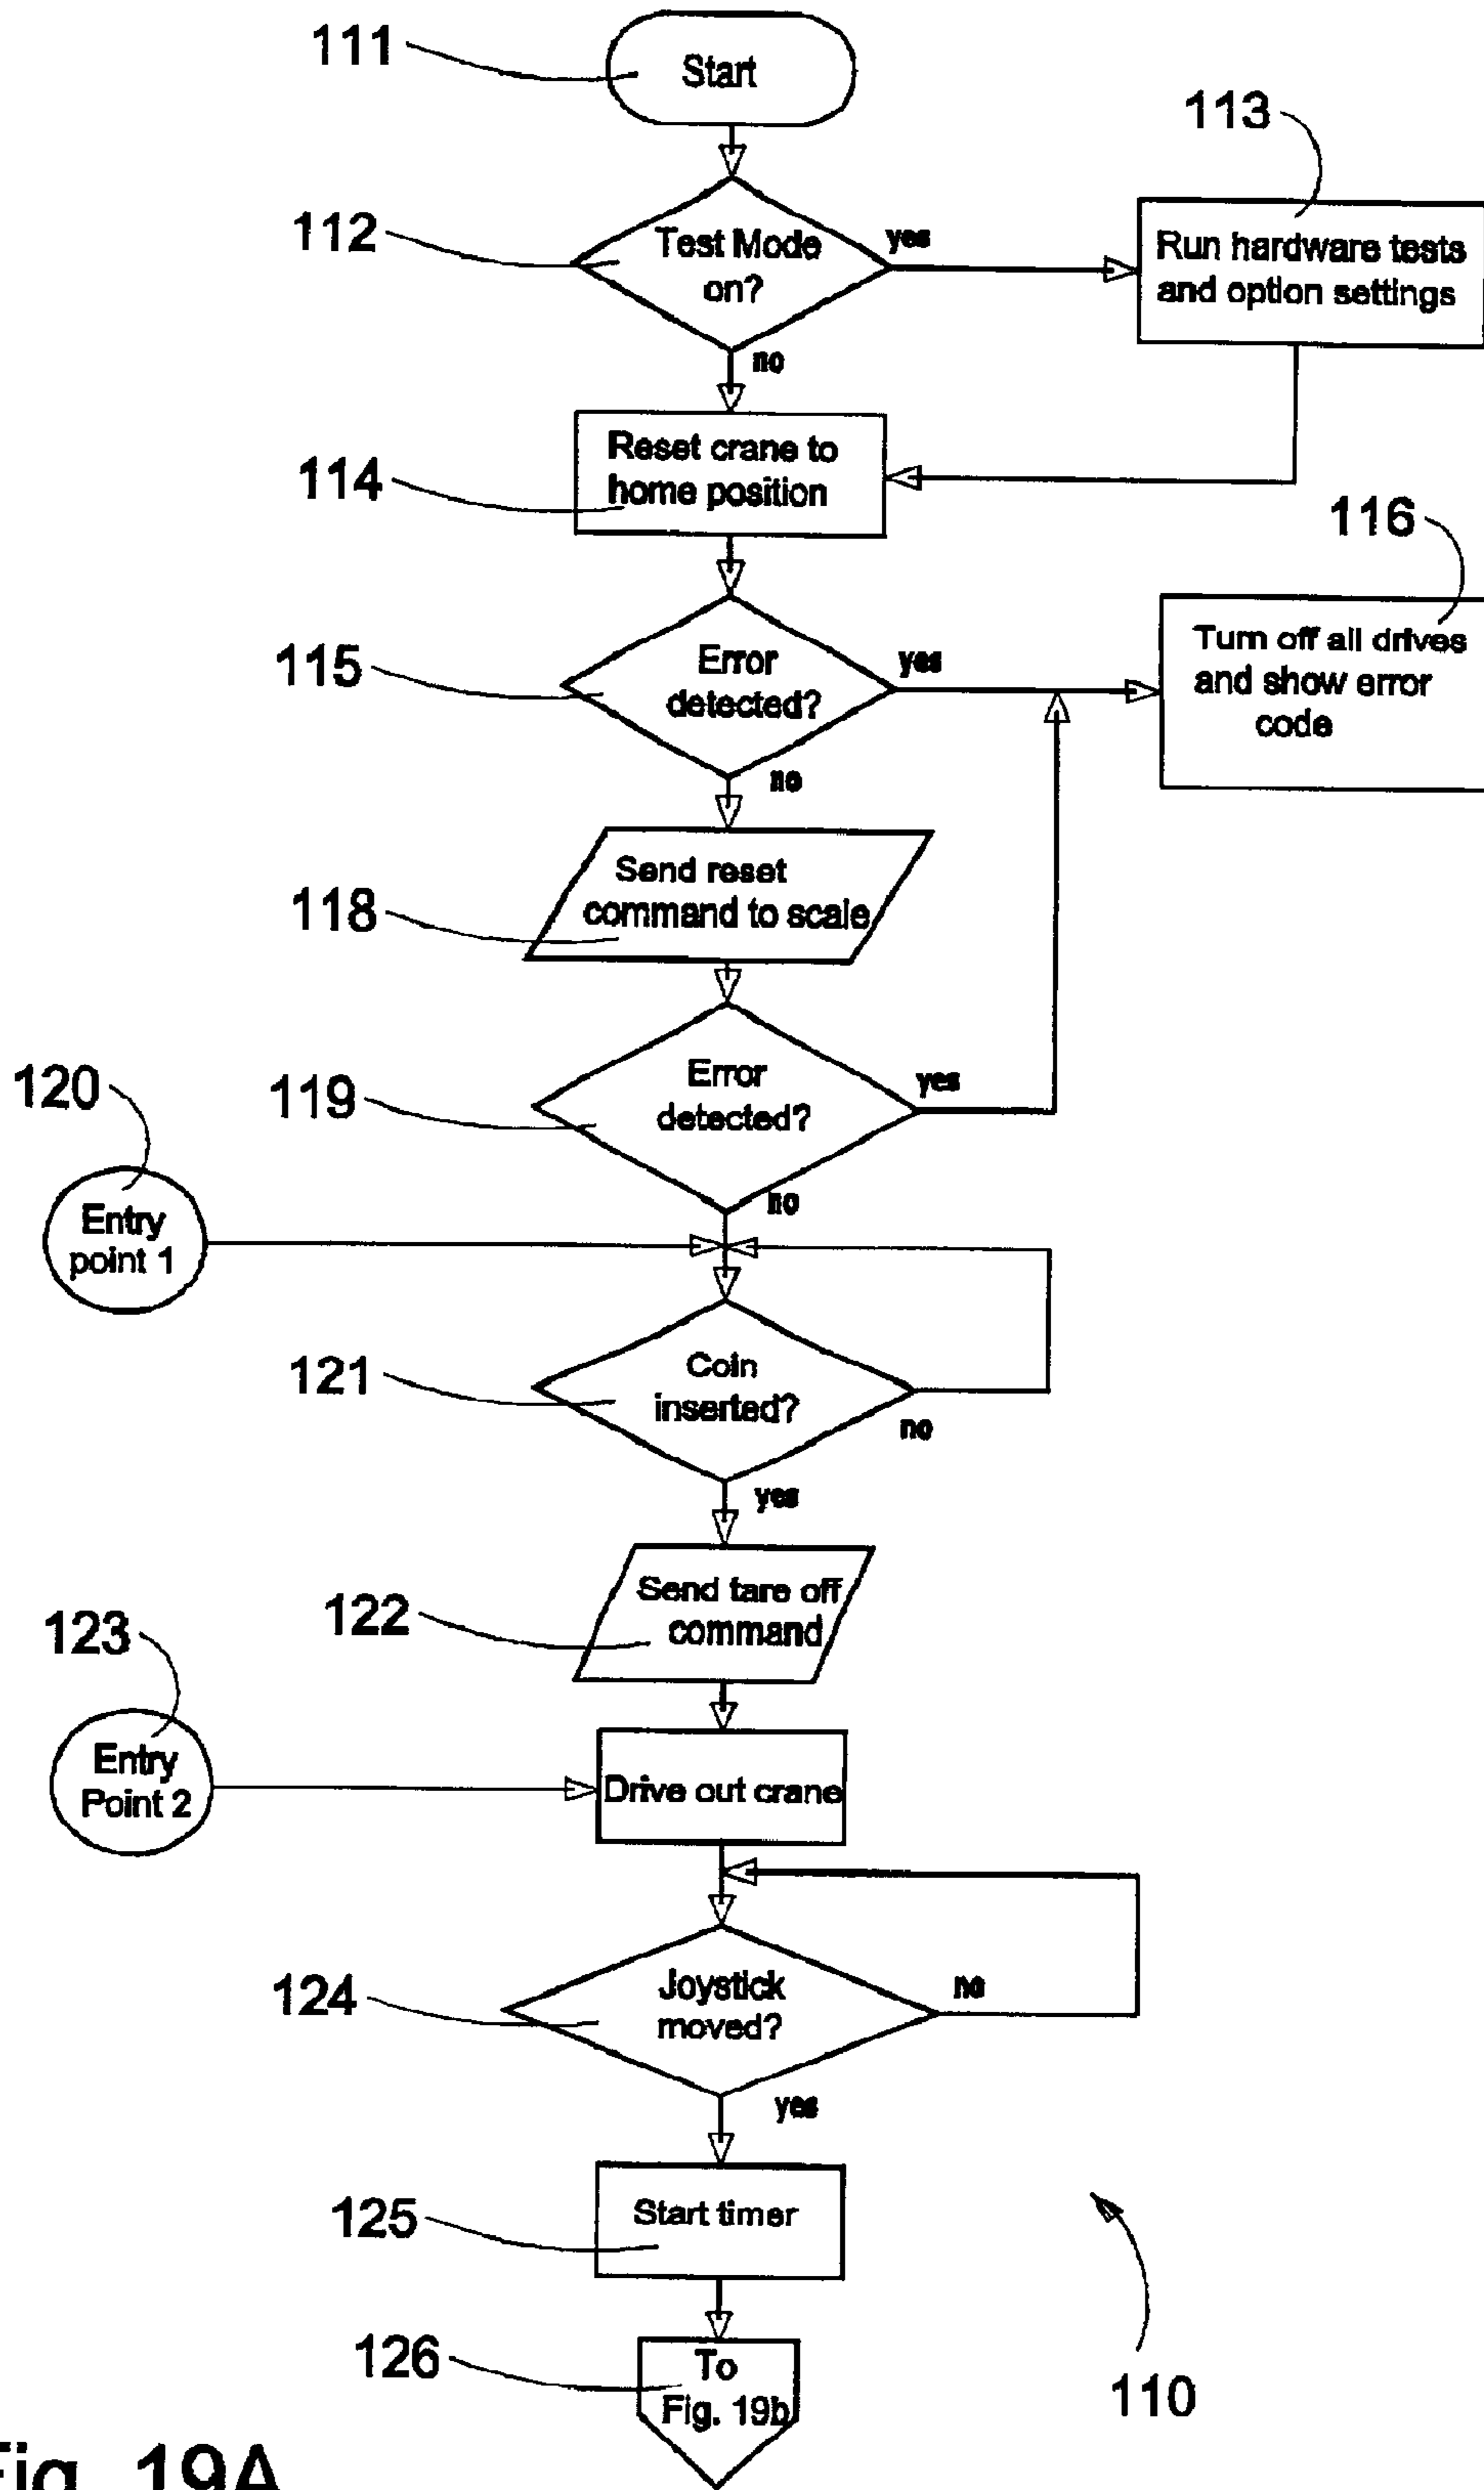 111
Start
113
112
Test Mode
on?
yes
Run hardware tests
and option settings
no
114
Reset crane to
home position
116
115
Error
detected?
yes
Turn off all drives
and show error
code
no
118
Send reset
command to scale
120
119
Error
detected?
yes
no
Entry
point 1
121
Coin
inserted?
no
yes
122
Send tare off
command
123
Entry
Point 2
Drive out crane
124
Joystick
moved?
no
yes
125
Start timer
126
To
Fig. 19b
110
Fig. 19A